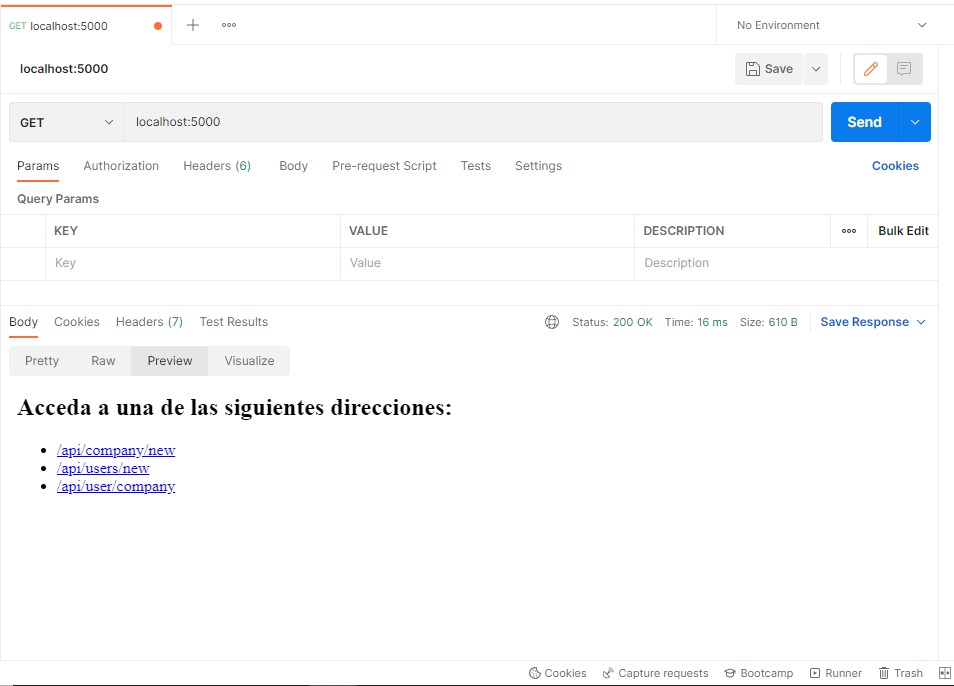 GET localhost:5000
No Environment
localhost:5000
Save
GET localhost:5000 Send
Params Authorization Headers (6) Body Pre-request Script Tests Settings Cookies
Query Params
KEY VALUE DESCRIPTION Bulk Edit
Key Value Description
Body Cookies Headers (7) Test Results Status: 200 OK Time: 16 ms Size: 610 B Save Response
Pretty Raw Preview Visualize
Acceda a una de las siguientes direcciones:
/api/company/new
/api/users/new
/api/user/company
Cookies Capture requests Bootcamp Runner Trash